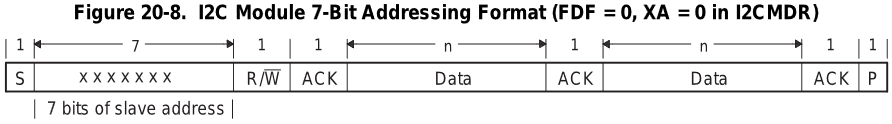 Figure 20-8. I2C Module 7-Bit Addressing Format (FDF = 0, XA = 0 in I2CMDR)
1 7 1 1 n 1 n 1 1
S x x x x x x x R/W̅ ACK Data ACK Data ACK P
7 bits of slave address